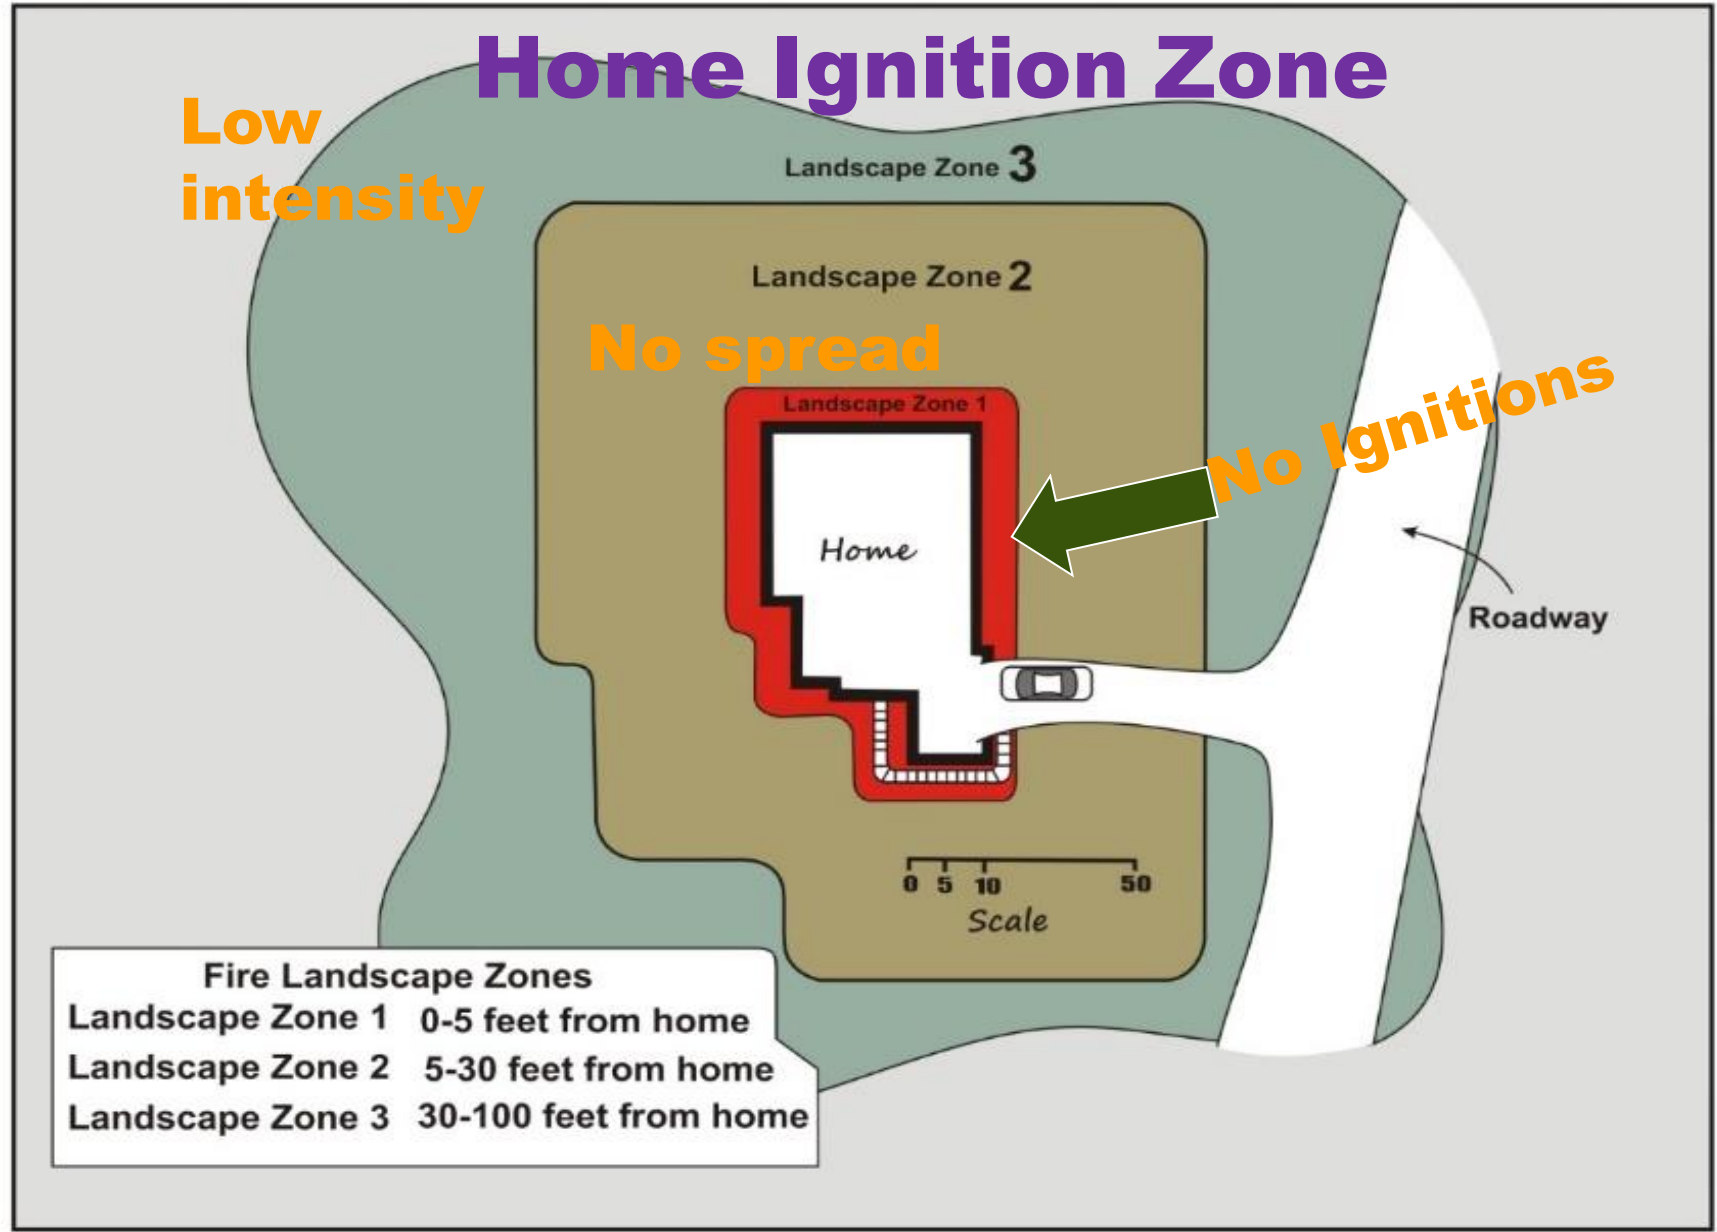 Home Ignition Zone
Low
intensity
Landscape Zone 3
Landscape Zone 2
No spread
Landscape Zone 1
No Ignitions
Home
Roadway
0 5 10 50
Scale
Fire Landscape Zones
Landscape Zone 1 0-5 feet from home
Landscape Zone 2 5-30 feet from home
Landscape Zone 3 30-100 feet from home